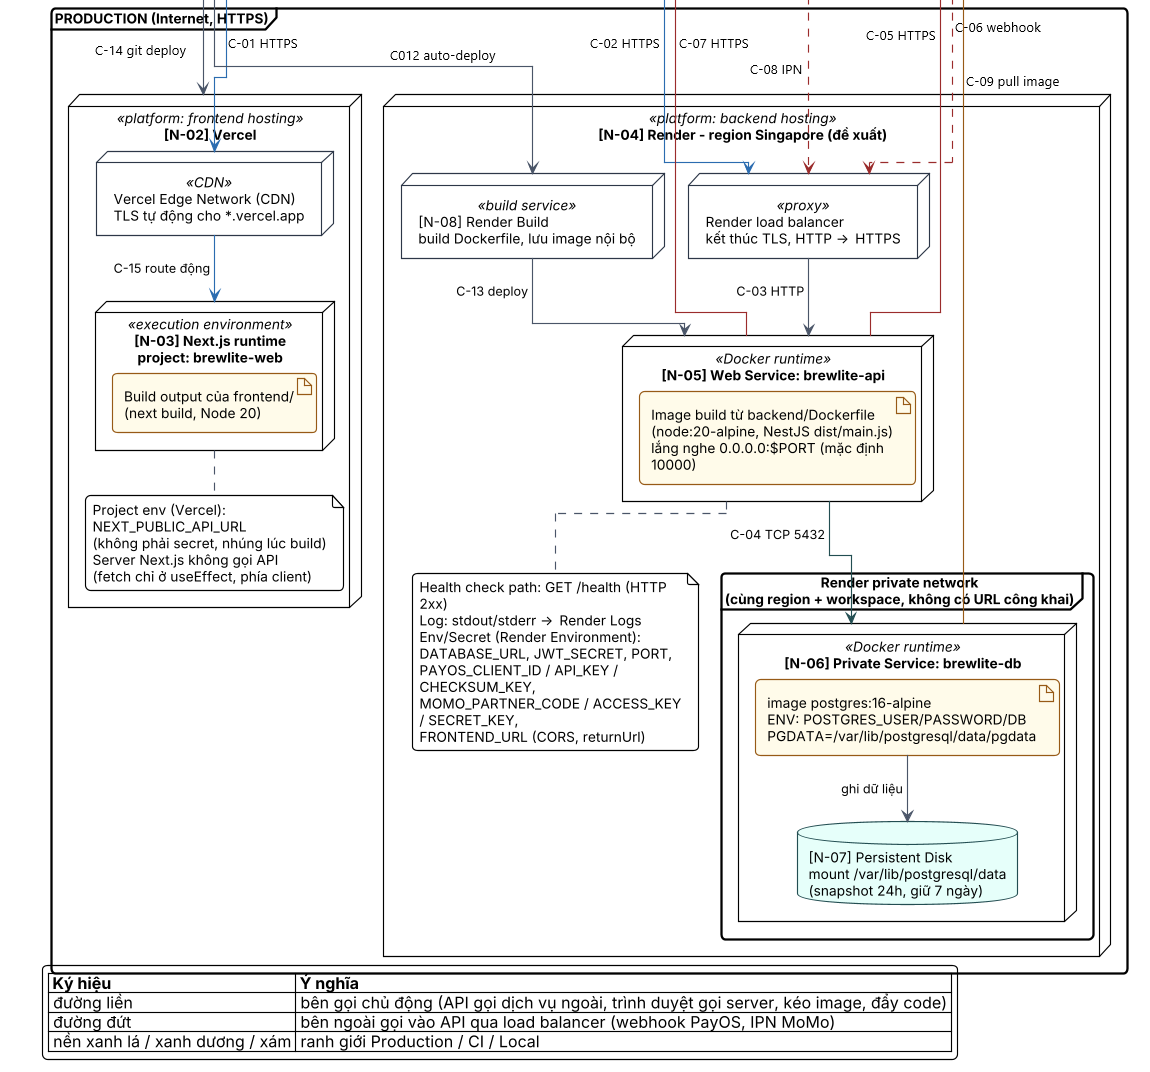 PRODUCTION (Internet, HTTPS)
C-14 git deploy
C-01 HTTPS
C012 auto-deploy
C-02 HTTPS
C-07 HTTPS
C-08 IPN
C-05 HTTPS
C-06 webhook
C-09 pull image
«platform: frontend hosting»
[N-02] Vercel
«CDN»
Vercel Edge Network (CDN)
TLS tự động cho *.vercel.app
C-15 route động
«execution environment»
[N-03] Next.js runtime
project: brewlite-web
Build output của frontend/
(next build, Node 20)
Project env (Vercel):
NEXT_PUBLIC_API_URL
(không phải secret, nhúng lúc build)
Server Next.js không gọi API
(fetch chỉ ở useEffect, phía client)
«platform: backend hosting»
[N-04] Render - region Singapore (đề xuất)
«build service»
[N-08] Render Build
build Dockerfile, lưu image nội bộ
«proxy»
Render load balancer
kết thúc TLS, HTTP → HTTPS
C-13 deploy
C-03 HTTP
«Docker runtime»
[N-05] Web Service: brewlite-api
Image build từ backend/Dockerfile
(node:20-alpine, NestJS dist/main.js)
lắng nghe 0.0.0.0:$PORT (mặc định
10000)
C-04 TCP 5432
Health check path: GET /health (HTTP
2xx)
Log: stdout/stderr → Render Logs
Env/Secret (Render Environment):
DATABASE_URL, JWT_SECRET, PORT,
PAYOS_CLIENT_ID / API_KEY /
CHECKSUM_KEY,
MOMO_PARTNER_CODE / ACCESS_KEY
/ SECRET_KEY,
FRONTEND_URL (CORS, returnUrl)
Render private network
(cùng region + workspace, không có URL công khai)
«Docker runtime»
[N-06] Private Service: brewlite-db
image postgres:16-alpine
ENV: POSTGRES_USER/PASSWORD/DB
PGDATA=/var/lib/postgresql/data/pgdata
ghi dữ liệu
[N-07] Persistent Disk
mount /var/lib/postgresql/data
(snapshot 24h, giữ 7 ngày)
Ký hiệu Ý nghĩa
đường liền bên gọi chủ động (API gọi dịch vụ ngoài, trình duyệt gọi server, kéo image, đẩy code)
đường đứt bên ngoài gọi vào API qua load balancer (webhook PayOS, IPN MoMo)
nền xanh lá / xanh dương / xám ranh giới Production / CI / Local